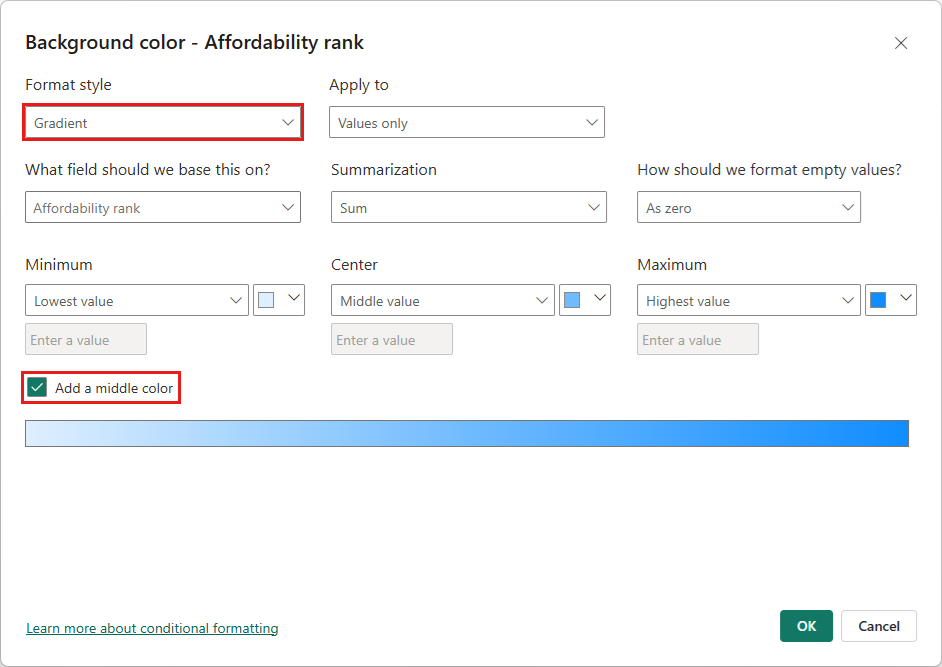 Background color - Affordability rank
Format style
Apply to
Gradient
Values only
What field should we base this on?
Summarization
How should we format empty values?
Affordability rank
Sum
As zero
Minimum
Center
Maximum
Lowest value
Middle value
Highest value
Enter a value
Enter a value
Enter a value
Add a middle color
Learn more about conditional formatting
OK
Cancel